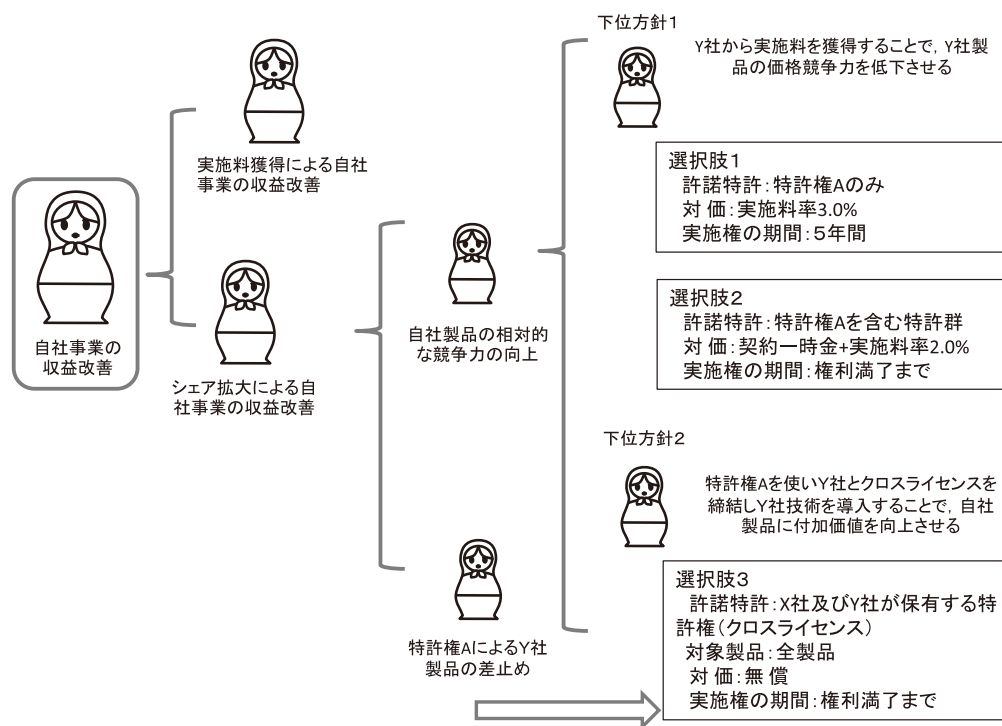 下位方針1
Y社から実施料を獲得することで，Y社製
品の価格競争力を低下させる
実施料獲得による自社
事業の収益改善
選択肢1
許諾特許：特許権Aのみ
対 価：実施料率3.0%
実施権の期間：５年間
選択肢2
許諾特許：特許権Aを含む特許群
対 価：契約一時金+実施料率2.0%
実施権の期間：権利満了まで
自社製品の相対的
な競争力の向上
自社事業の
収益改善
シェア拡大による自
社事業の収益改善
下位方針２
特許権Aを使いY社とクロスライセンスを
締結しY社技術を導入することで，自社
製品に付加価値を向上させる
選択肢3
許諾特許：X社及びY社が保有する特
許権（クロスライセンス）
対象製品：全製品
対 価：無 償
実施権の期間：権利満了まで
特許権AによるY社
製品の差止め